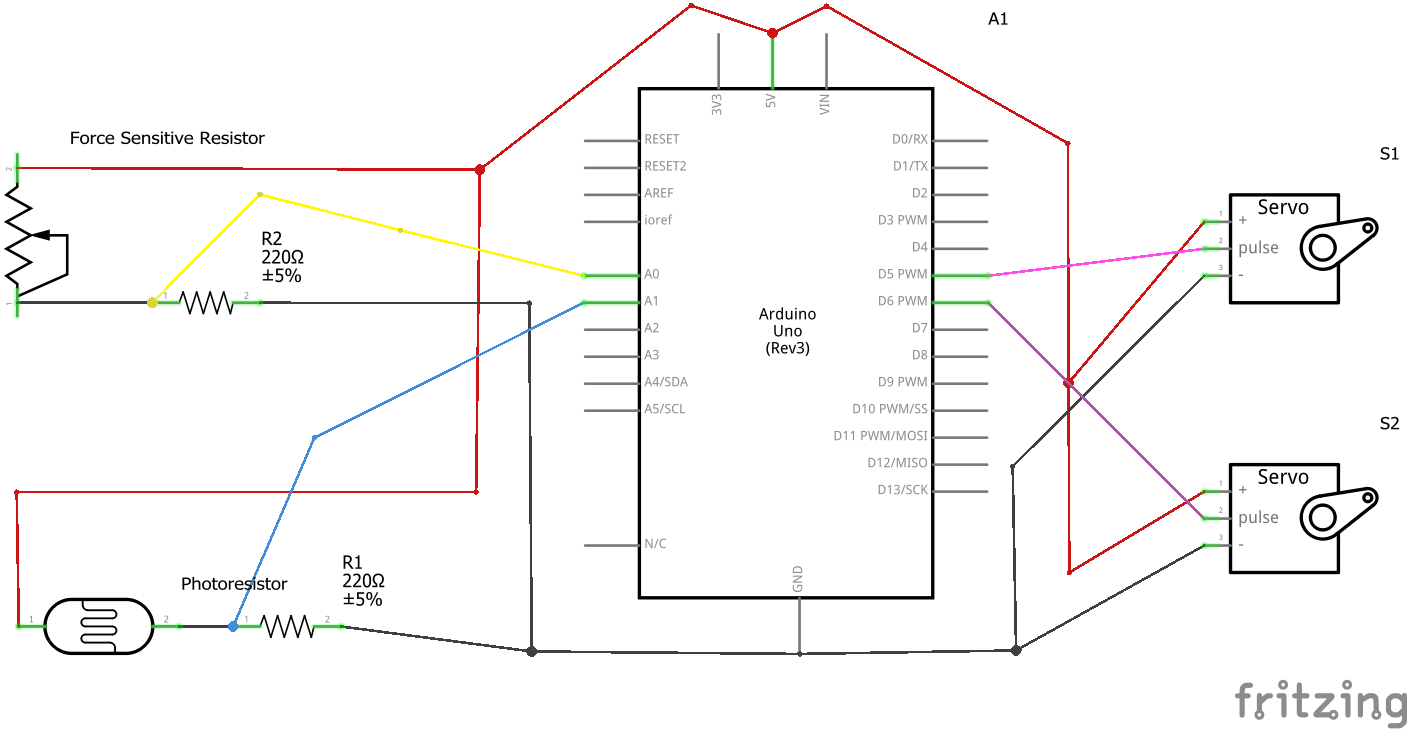 A1
3V3
5V
VIN
Force Sensitive Resistor
RESET
D0/RX
S1
2
RESET2
D1/TX
AREF
D2
Servo
ioref
D3 PWM
1
+
R2
220Ω
±5%
D4
2
pulse
A0
D5 PWM
3
-
1
1
2
A1
D6 PWM
Arduino
Uno
(Rev3)
A2
D7
A3
D8
A4/SDA
D9 PWM
A5/SCL
D10 PWM/SS
S2
D11 PWM/MOSI
D12/MISO
Servo
D13/SCK
1
+
2
pulse
N/C
3
-
R1
220Ω
±5%
GND
Photoresistor
1
2
1
2
fritzing